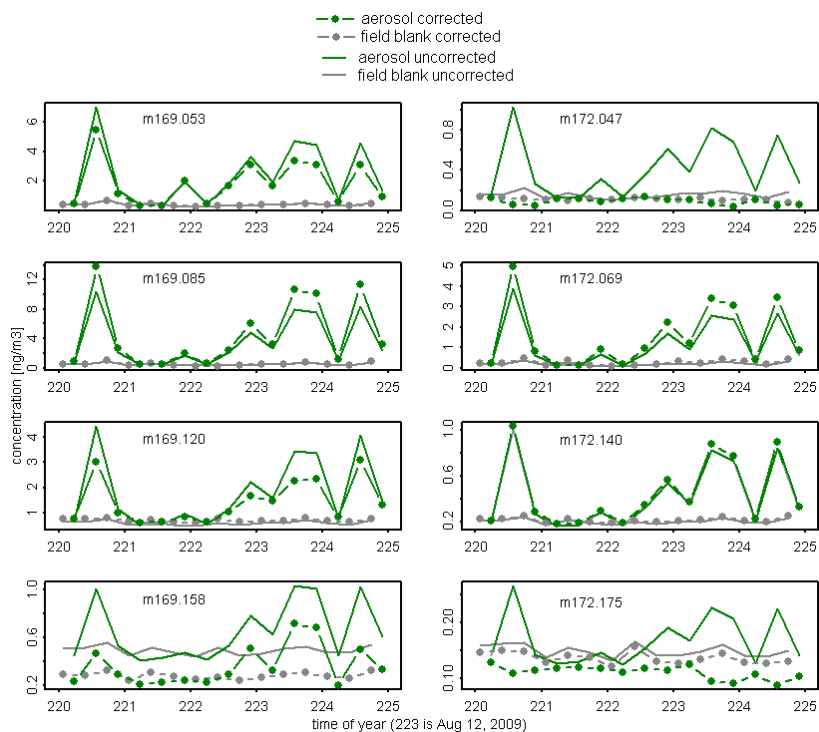 aerosol corrected
field blank corrected
aerosol uncorrected
field blank uncorrected
m169.053
2 4 6
220 221 222 223 224 225
m172.047
0.0 0.4 0.8
220 221 222 223 224 225
m169.085
0 4 8 12
220 221 222 223 224 225
m172.069
0 1 2 3 4 5
220 221 222 223 224 225
concentration [ng/m3]
m169.120
1 2 3 4
220 221 222 223 224 225
m172.140
0.2 0.6 1.0
220 221 222 223 224 225
m169.158
0.2 0.6 1.0
220 221 222 223 224 225
m172.175
0.10 0.20
220 221 222 223 224 225
time of year (223 is Aug 12, 2009)